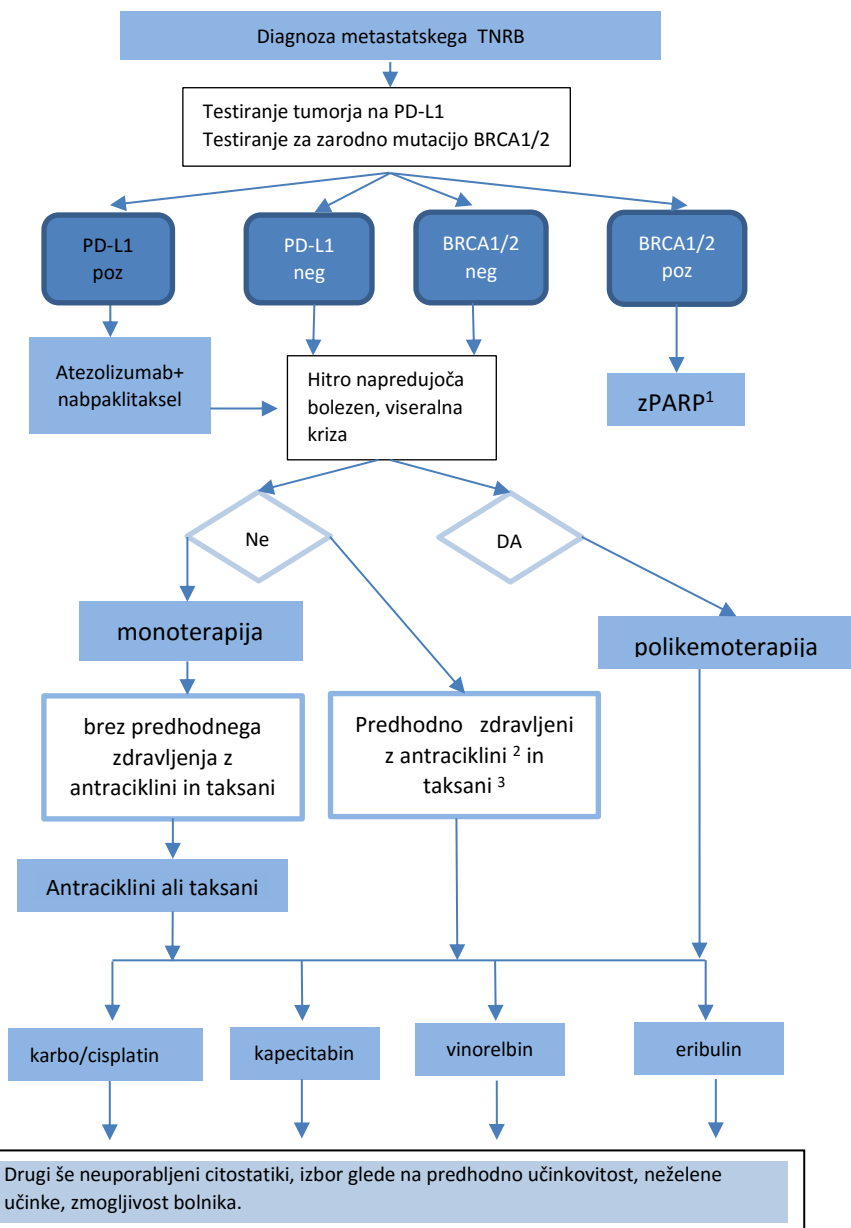 Diagnoza metastatskega TNRB
Testiranje tumorja na PD-L1
Testiranje za zarodno mutacijo BRCA1/2
PD-L1
poz
PD-L1
neg
BRCA1/2
neg
BRCA1/2
poz
Atezolizumab+
nabpaklitaksel
Hitro napredujoča
bolezen, viseralna
kriza
zPARP1
Ne
DA
monoterapija
polikemoterapija
brez predhodnega
zdravljenja z
antraciklini in taksani
Predhodno zdravljeni
z antraciklini 2 in
taksani 3
Antraciklini ali taksani
karbo/cisplatin
kapecitabin
vinorelbin
eribulin
Drugi še neuporabljeni citostatiki, izbor glede na predhodno učinkovitost, neželene
učinke, zmogljivost bolnika.